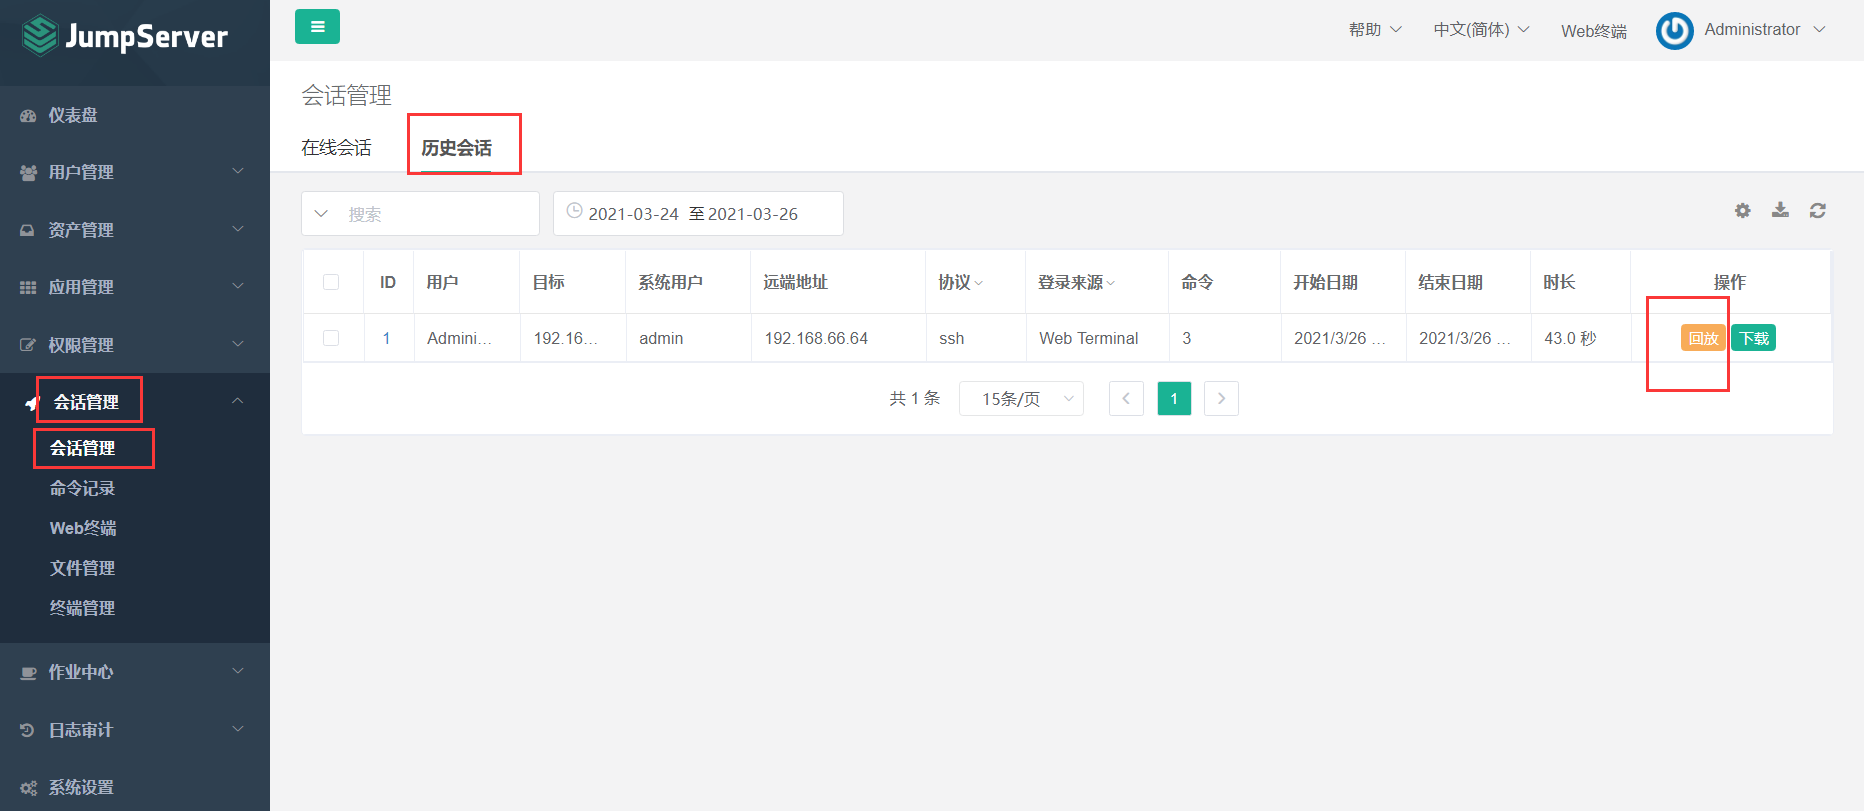 JumpServer
帮助
中文(简体)
Web终端
Administrator
仪表盘
用户管理
资产管理
应用管理
权限管理
会话管理
会话管理
命令记录
Web终端
文件管理
终端管理
作业中心
日志审计
系统设置
会话管理
在线会话 历史会话
搜索
2021-03-24 至 2021-03-26
ID 用户 目标 系统用户 远端地址 协议 登录来源 命令 开始日期 结束日期 时长 操作
1 Admini... 192.16... admin 192.168.66.64 ssh Web Terminal 3 2021/3/26 ... 2021/3/26 ... 43.0 秒 回放 下载
共 1 条 15条/页 1